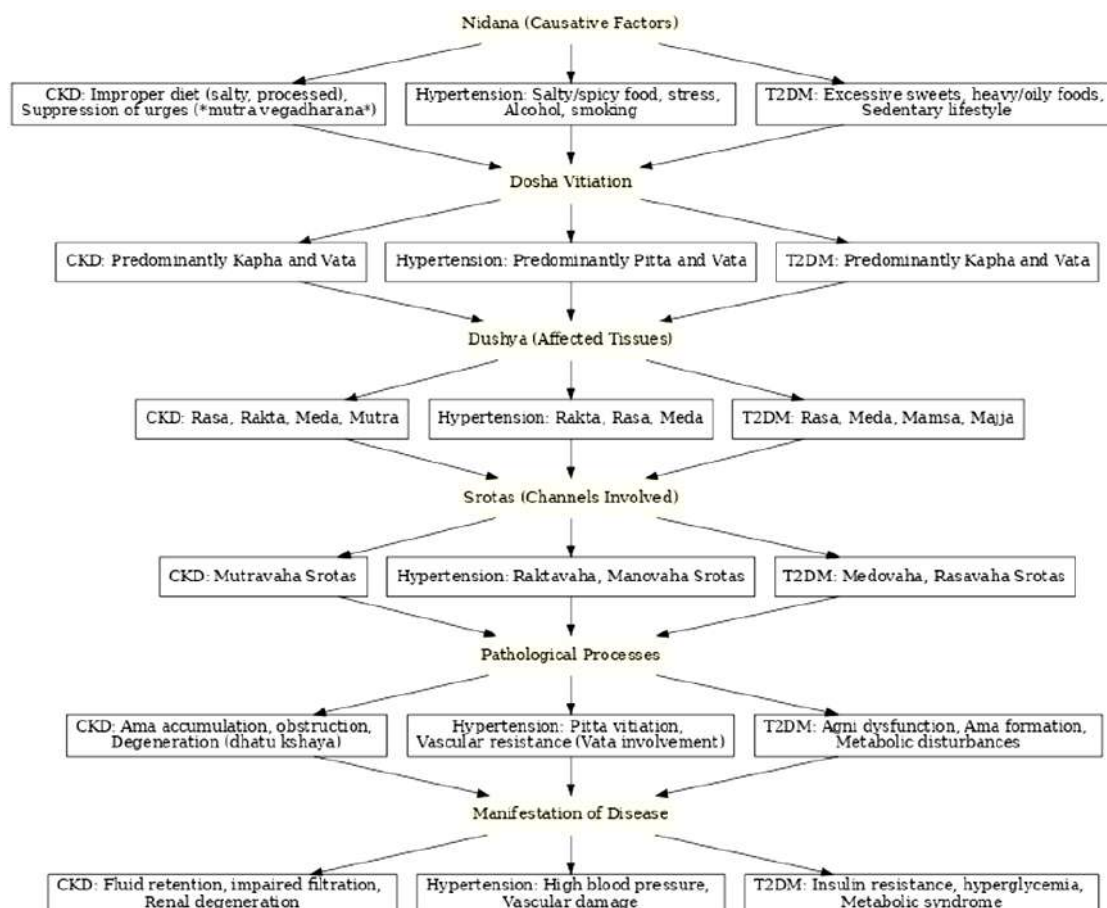 Nidana (Causative Factors)
CKD: Improper diet (salty, processed),
Suppression of urges (*mutra vegadharana*)
Hypertension: Salty/spicy food, stress,
Alcohol, smoking
T2DM: Excessive sweets, heavy/oily foods,
Sedentary lifestyle
Dosha Vitiation
CKD: Predominantly Kapha and Vata
Hypertension: Predominantly Pitta and Vata
T2DM: Predominantly Kapha and Vata
Dushya (Affected Tissues)
CKD: Rasa, Rakta, Meda, Mutra
Hypertension: Rakta, Rasa, Meda
T2DM: Rasa, Meda, Mamsa, Majja
Srotas (Channels Involved)
CKD: Mutravaha Srotas
Hypertension: Raktavaha, Manovaha Srotas
T2DM: Medovaha, Rasavaha Srotas
Pathological Processes
CKD: Ama accumulation, obstruction,
Degeneration (dhatu kshaya)
Hypertension: Pitta vitiation,
Vascular resistance (Vata involvement)
T2DM: Agni dysfunction, Ama formation,
Metabolic disturbances
Manifestation of Disease
CKD: Fluid retention, impaired filtration,
Renal degeneration
Hypertension: High blood pressure,
Vascular damage
T2DM: Insulin resistance, hyperglycemia,
Metabolic syndrome